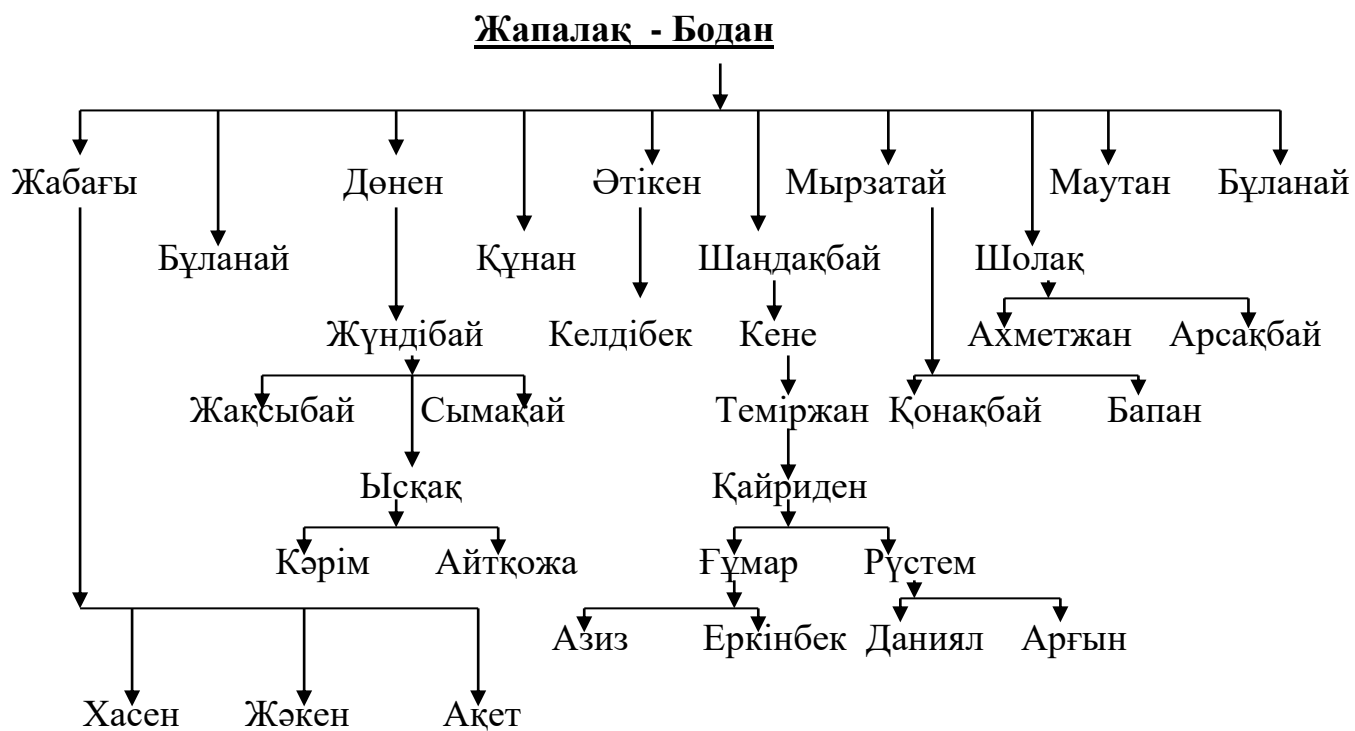 Жапалақ - Бодан
Жабағы Дөнен Әтікен Мырзатай Маутан Бұланай
Бұланай Құнан Шаңдақбай Шолақ
Жүндібай Келдібек Кене Ахметжан Арсақбай
Жақсыбай Сымақай Теміржан Қонақбай Бапан
Ысқақ Қайриден
Кәрім Айтқожа Ғұмар Рүстем
Азиз Еркінбек Даниял Арғын
Хасен Жәкен Ақет